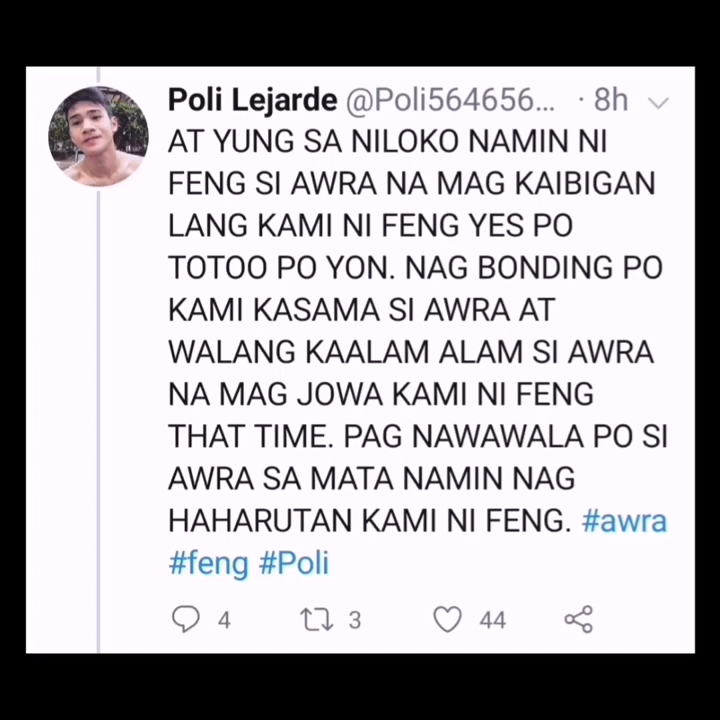 Poli Lejarde @Poli564656... · 8h
AT YUNG SA NILOKO NAMIN NI
FENG SI AWRA NA MAG KAIBIGAN
LANG KAMI NI FENG YES PO
TOTOO PO YON. NAG BONDING PO
KAMI KASAMA SI AWRA AT
WALANG KAALAM ALAM SI AWRA
NA MAG JOWA KAMI NI FENG
THAT TIME. PAG NAWAWALA PO SI
AWRA SA MATA NAMIN NAG
HAHARUTAN KAMI NI FENG. #awra
#feng #Poli
4 3 44